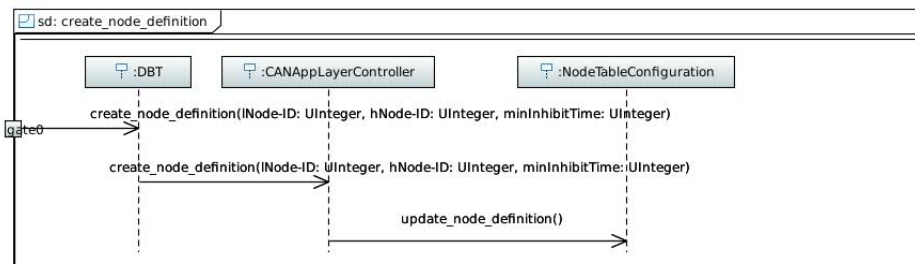 sd: create_node_definition
:DBT
:CANAppLayerController
:NodeTableConfiguration
create_node_definition(lNode-ID: UInteger, hNode-ID: UInteger, minInhibitTime: UInteger)
gate0
create_node_definition(lNode-ID: UInteger, hNode-ID: UInteger, minInhibitTime: UInteger)
update_node_definition()